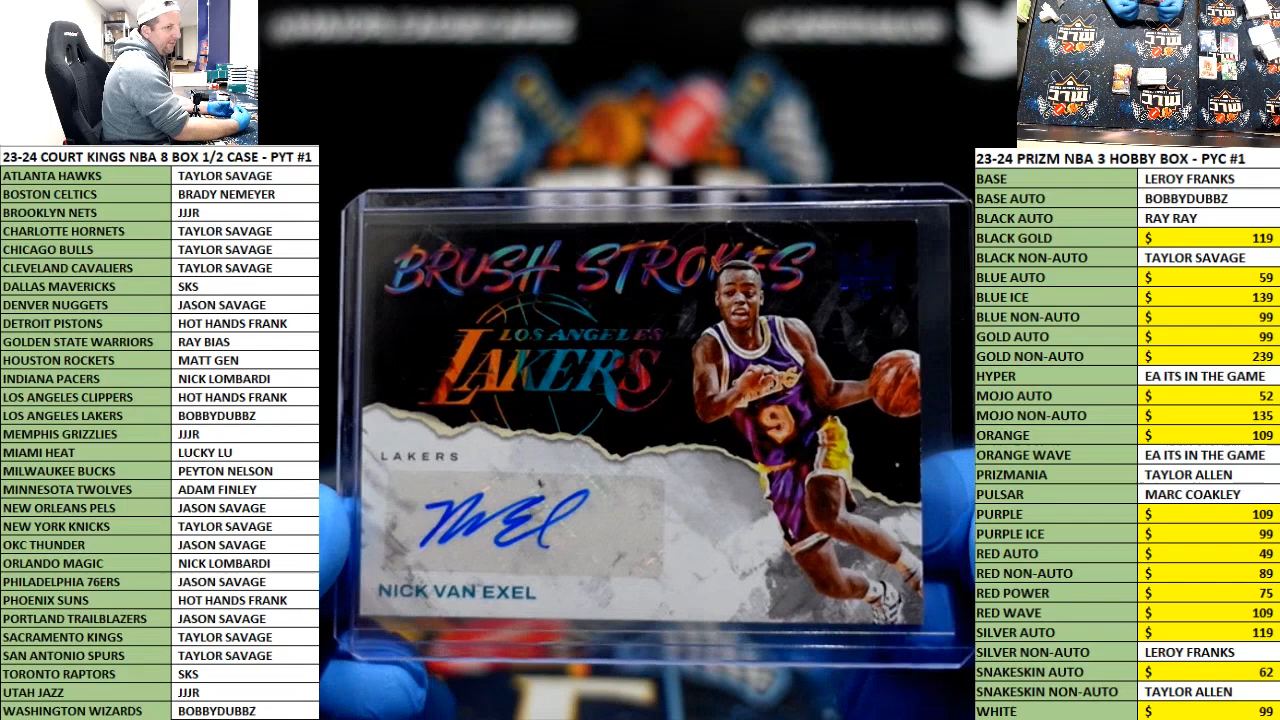 23-24 COURT KINGS NBA 8 BOX 1/2 CASE - PYT #1
ATLANTA HAWKS TAYLOR SAVAGE
BOSTON CELTICS BRADY NEMEYER
BROOKLYN NETS JJJR
CHARLOTTE HORNETS TAYLOR SAVAGE
CHICAGO BULLS TAYLOR SAVAGE
CLEVELAND CAVALIERS TAYLOR SAVAGE
DALLAS MAVERICKS SKS
DENVER NUGGETS JASON SAVAGE
DETROIT PISTONS HOT HANDS FRANK
GOLDEN STATE WARRIORS RAY BIAS
HOUSTON ROCKETS MATT GEN
INDIANA PACERS NICK LOMBARDI
LOS ANGELES CLIPPERS HOT HANDS FRANK
LOS ANGELES LAKERS BOBBYDUBBZ
MEMPHIS GRIZZLIES JJJR
MIAMI HEAT LUCKY LU
MILWAUKEE BUCKS PEYTON NELSON
MINNESOTA TWOLVES ADAM FINLEY
NEW ORLEANS PELS JASON SAVAGE
NEW YORK KNICKS TAYLOR SAVAGE
OKC THUNDER JASON SAVAGE
ORLANDO MAGIC NICK LOMBARDI
PHILADELPHIA 76ERS JASON SAVAGE
PHOENIX SUNS HOT HANDS FRANK
PORTLAND TRAILBLAZERS JASON SAVAGE
SACRAMENTO KINGS TAYLOR SAVAGE
SAN ANTONIO SPURS TAYLOR SAVAGE
TORONTO RAPTORS SKS
UTAH JAZZ JJJR
WASHINGTON WIZARDS BOBBYDUBBZ
BRUSH STROKES
LOS ANGELES
LAKERS
9
LAKERS
NICK VAN EXEL
23-24 PRIZM NBA 3 HOBBY BOX - PYC #1
BASE LEROY FRANKS
BASE AUTO BOBBYDUBBZ
BLACK AUTO RAY RAY
BLACK GOLD $ 119
BLACK NON-AUTO TAYLOR SAVAGE
BLUE AUTO $ 59
BLUE ICE $ 139
BLUE NON-AUTO $ 99
GOLD AUTO $ 99
GOLD NON-AUTO $ 239
HYPER EA ITS IN THE GAME
MOJO AUTO $ 52
MOJO NON-AUTO $ 135
ORANGE $ 109
ORANGE WAVE EA ITS IN THE GAME
PRIZMANIA TAYLOR ALLEN
PULSAR MARC COAKLEY
PURPLE $ 109
PURPLE ICE $ 99
RED AUTO $ 49
RED NON-AUTO $ 89
RED POWER $ 75
RED WAVE $ 109
SILVER AUTO $ 119
SILVER NON-AUTO LEROY FRANKS
SNAKESKIN AUTO $ 62
SNAKESKIN NON-AUTO TAYLOR ALLEN
WHITE $ 99